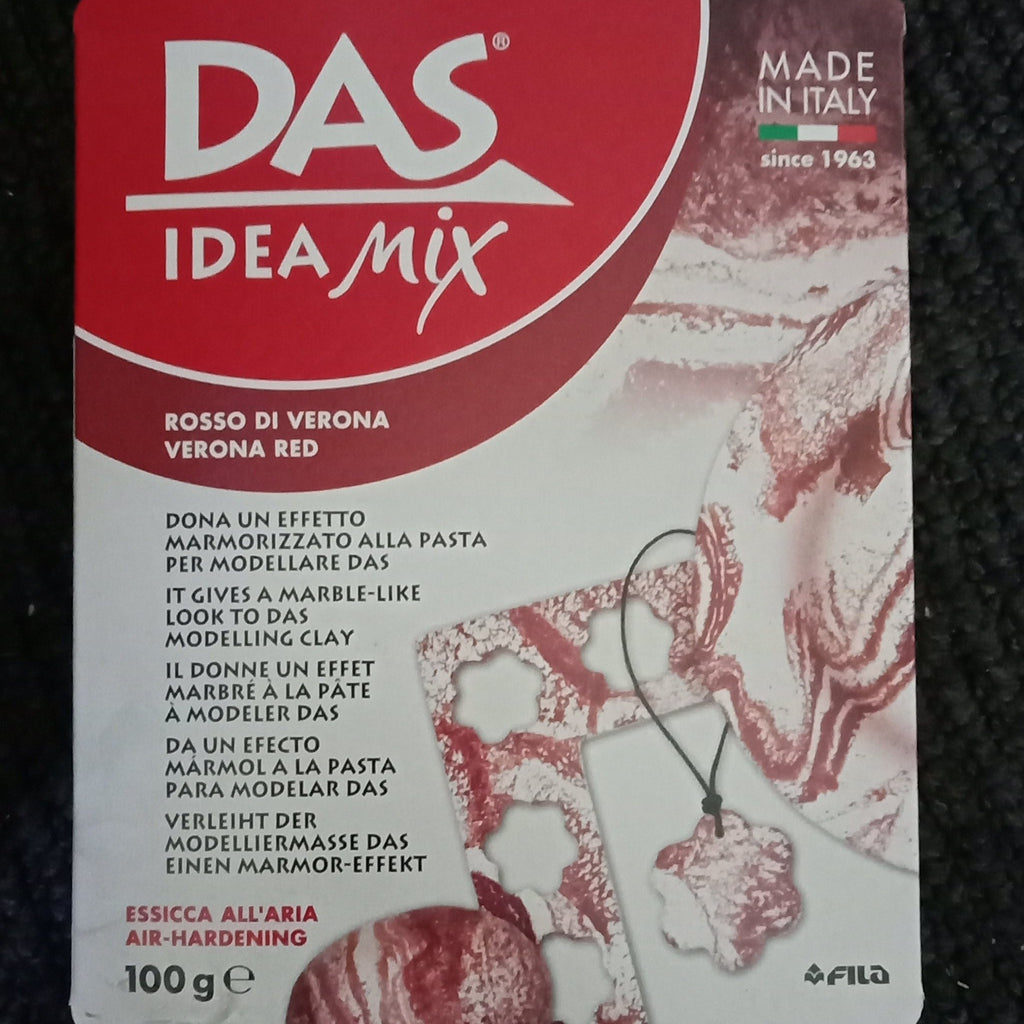 DAS®
IDEA Mix
MADE
IN ITALY
since 1963
ROSSO DI VERONA
VERONA RED
DONA UN EFFETTO
MARMORIZZATO ALLA PASTA
PER MODELLARE DAS
IT GIVES A MARBLE-LIKE
LOOK TO DAS
MODELLING CLAY
IL DONNE UN EFFET
MARBRÉ À LA PÂTE
À MODELER DAS
DA UN EFECTO
MÁRMOL A LA PASTA
PARA MODELAR DAS
VERLEIHT DER
MODELLIERMASSE DAS
EINEN MARMOR-EFFEKT
ESSICCA ALL'ARIA
AIR-HARDENING
100 g ℮
FILA